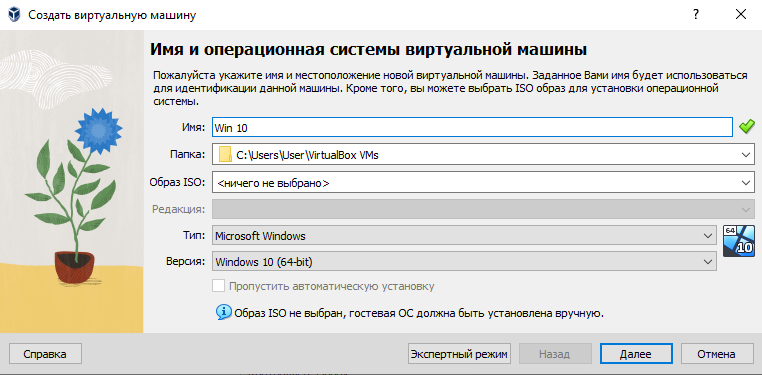 Создать виртуальную машину
?
Имя и операционная системы виртуальной машины
Пожалуйста укажите имя и местоположение новой виртуальной машины. Заданное Вами имя будет использоваться
для идентификации данной машины. Кроме того, вы можете выбрать ISO образ для установки операционной
системы.
Имя: Win 10
Папка: C:\Users\User\VirtualBox VMs
Образ ISO: <ничего не выбрано>
Редакция:
Тип: Microsoft Windows
64
10
Версия: Windows 10 (64-bit)
Пропустить автоматическую установку
Образ ISO не выбран, гостевая ОС должна быть установлена вручную.
Справка Экспертный режим Назад Далее Отмена